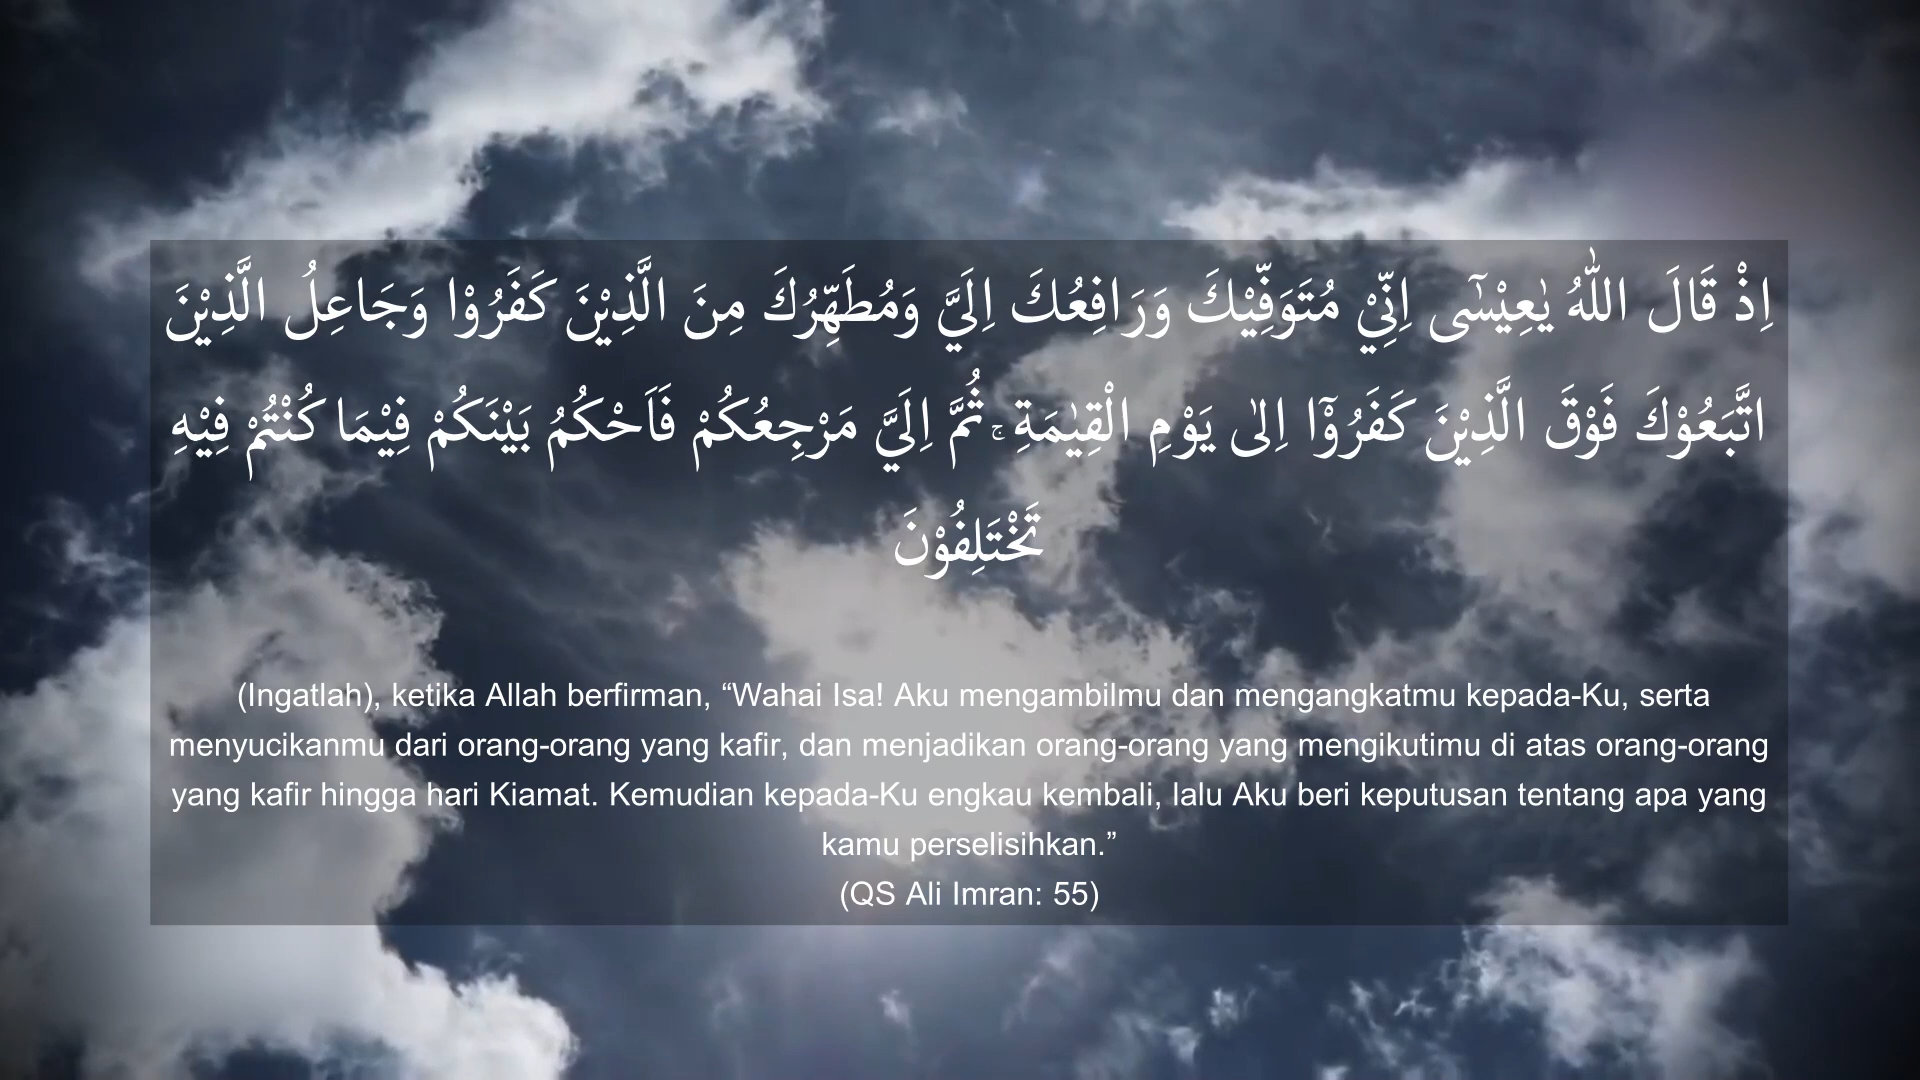 اِذْ قَالَ اللّٰهُ يٰعِيْسٰٓى اِنِّيْ مُتَوَفِّيْكَ وَرَافِعُكَ اِلَيَّ وَمُطَهِّرُكَ مِنَ الَّذِيْنَ كَفَرُوْا وَجَاعِلُ الَّذِيْنَ
اتَّبَعُوْكَ فَوْقَ الَّذِيْنَ كَفَرُوْٓا اِلٰى يَوْمِ الْقِيٰمَةِ ۚ ثُمَّ اِلَيَّ مَرْجِعُكُمْ فَاَحْكُمُ بَيْنَكُمْ فِيْمَا كُنْتُمْ فِيْهِ
تَخْتَلِفُوْنَ
(Ingatlah), ketika Allah berfirman, “Wahai Isa! Aku mengambilmu dan mengangkatmu kepada-Ku, serta
menyucikanmu dari orang-orang yang kafir, dan menjadikan orang-orang yang mengikutimu di atas orang-orang
yang kafir hingga hari Kiamat. Kemudian kepada-Ku engkau kembali, lalu Aku beri keputusan tentang apa yang
kamu perselisihkan.”
(QS Ali Imran: 55)